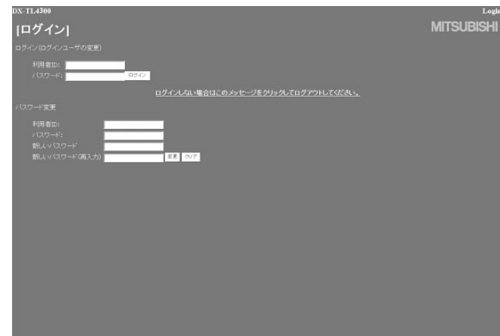 DX-TL4300 Login
[ログイン] MITSUBISHI
ログイン(ログインユーザの変更)
利用者ID:
パスワード: ログイン
ログインしない場合はこのメッセージをクリックしてログアウトしてください。
パスワード変更
利用者ID:
パスワード:
新しいパスワード
新しいパスワード(再入力) 変更 クリア